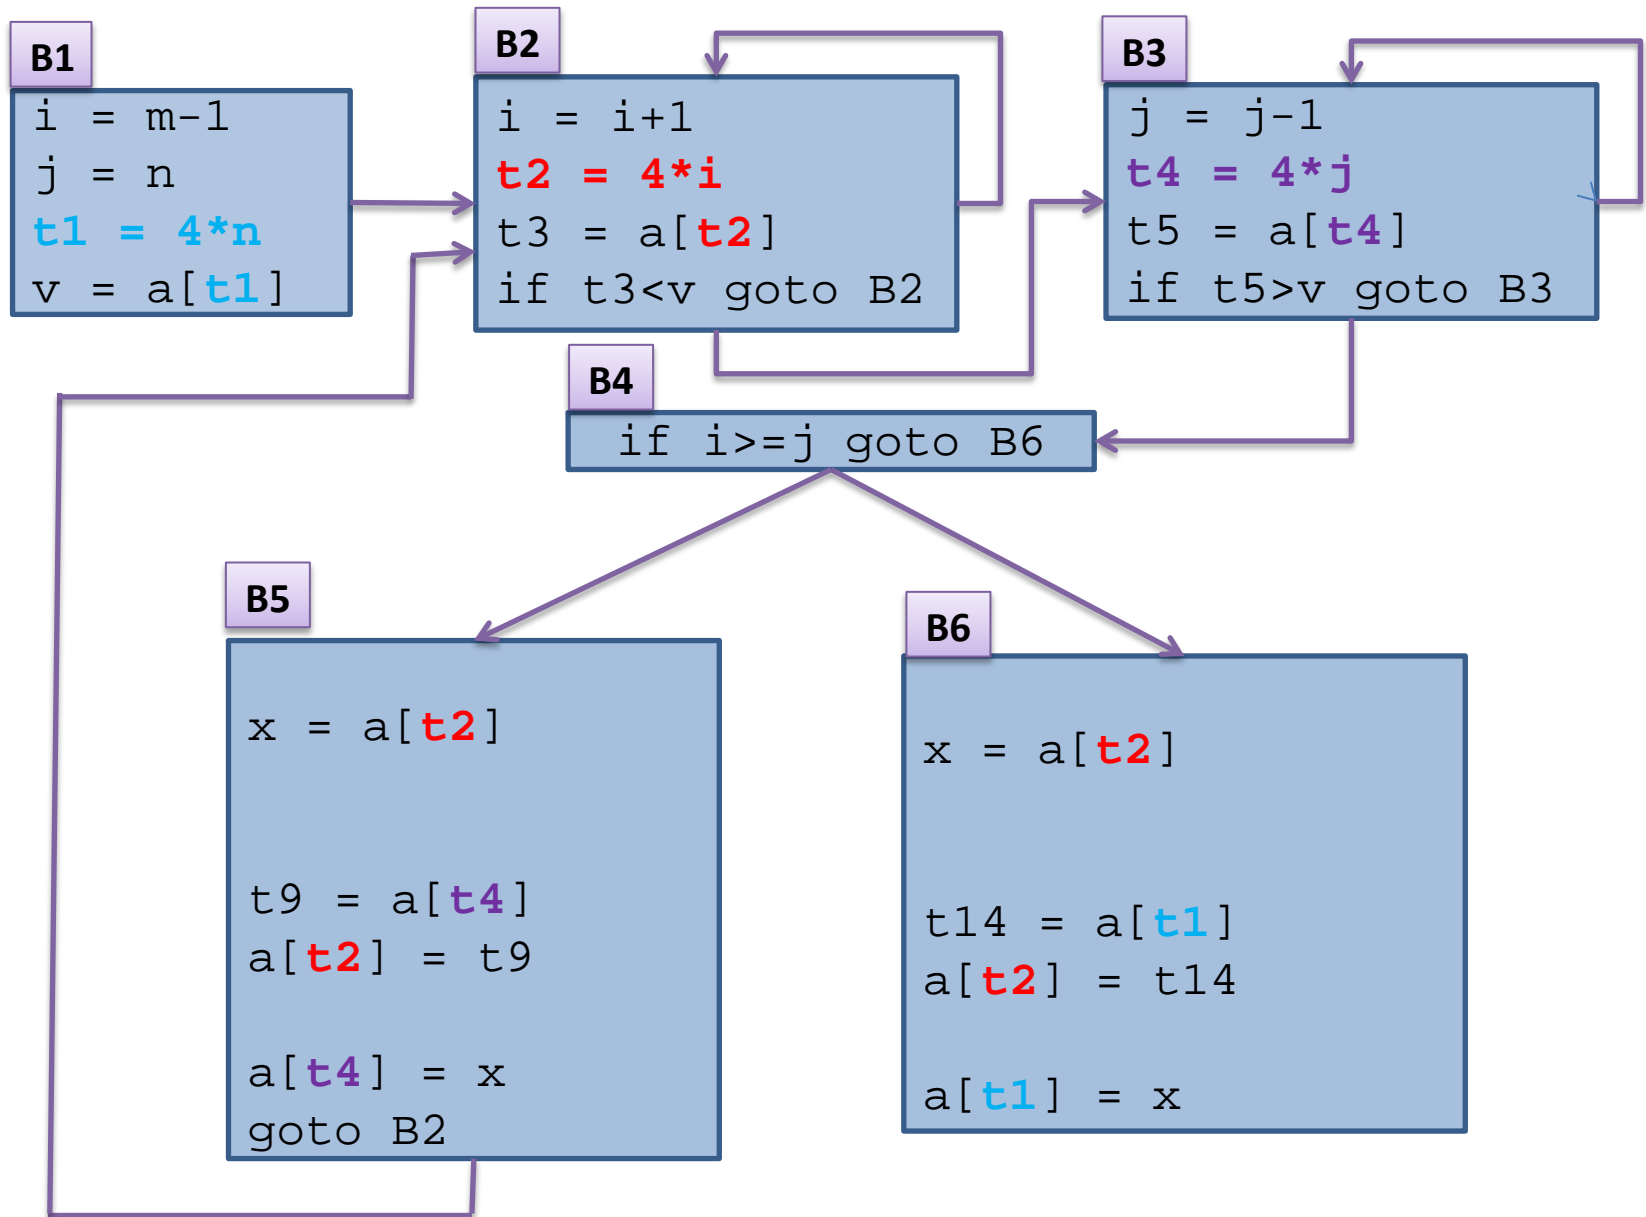 B1
i = m-1
j = n
t1 = 4*n
v = a[t1]
B2
i = i+1
t2 = 4*i
t3 = a[t2]
if t3<v goto B2
B3
j = j-1
t4 = 4*j
t5 = a[t4]
if t5>v goto B3
B4
if i>=j goto B6
B5
x = a[t2]
t9 = a[t4]
a[t2] = t9
a[t4] = x
goto B2
B6
x = a[t2]
t14 = a[t1]
a[t2] = t14
a[t1] = x